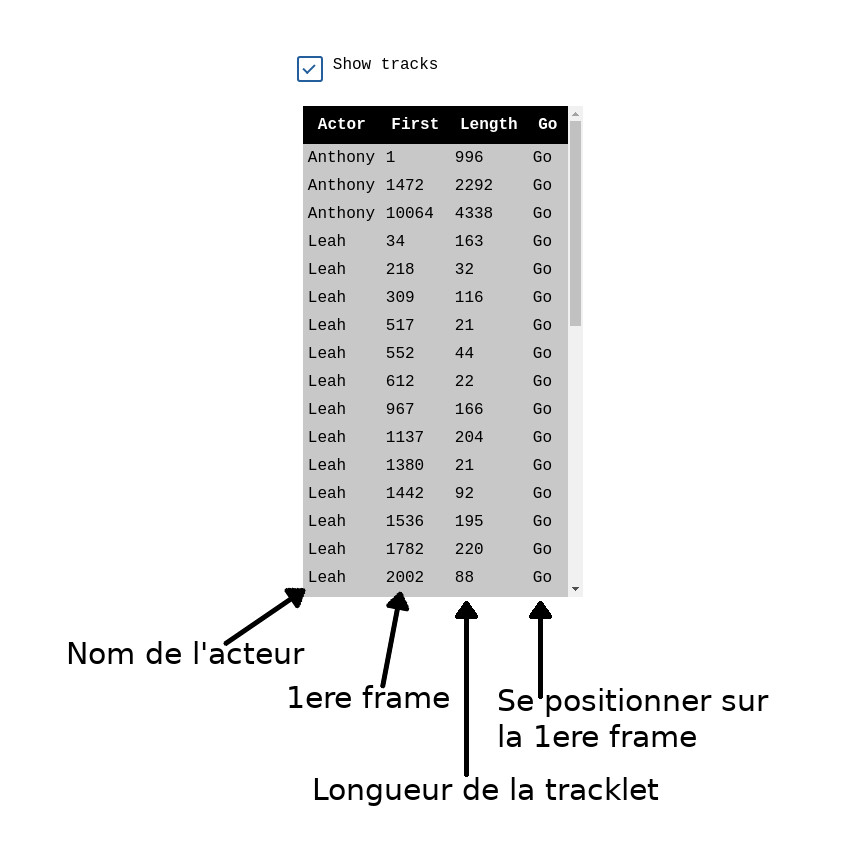 Show tracks
Actor First Length Go
Anthony 1 996 Go
Anthony 1472 2292 Go
Anthony 10064 4338 Go
Leah 34 163 Go
Leah 218 32 Go
Leah 309 116 Go
Leah 517 21 Go
Leah 552 44 Go
Leah 612 22 Go
Leah 967 166 Go
Leah 1137 204 Go
Leah 1380 21 Go
Leah 1442 92 Go
Leah 1536 195 Go
Leah 1782 220 Go
Leah 2002 88 Go
Nom de l'acteur
1ere frame
Se positionner sur
la 1ere frame
Longueur de la tracklet